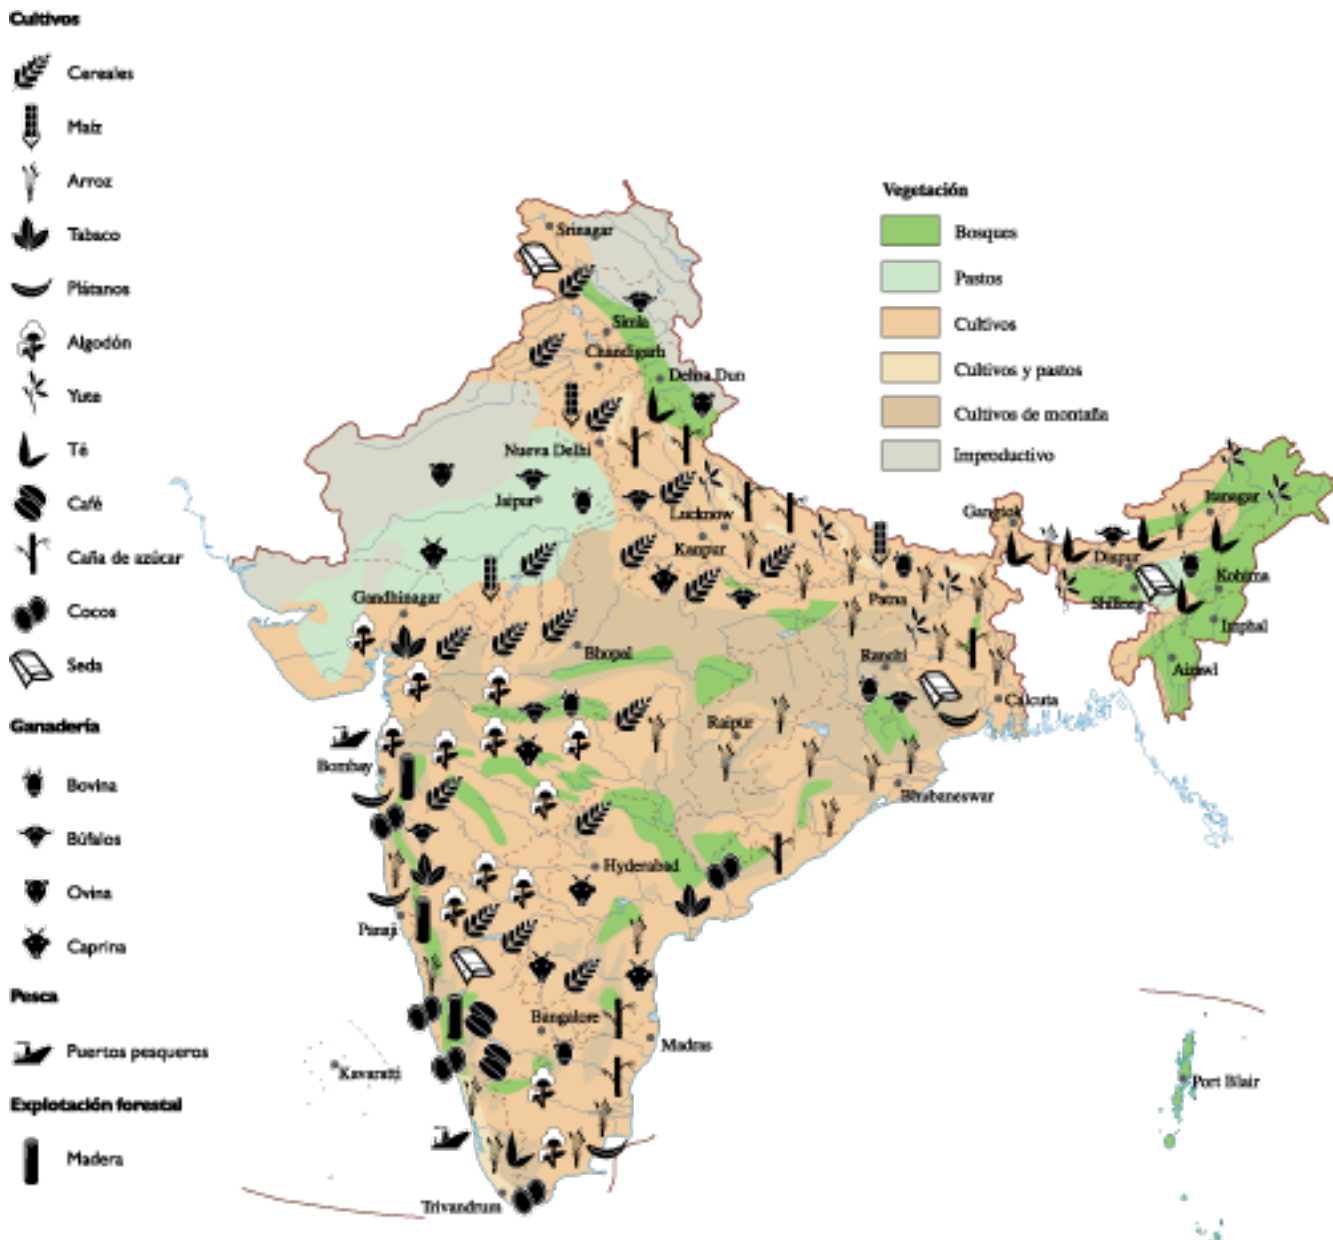 Cultivos
Cereales
Maíz
Arroz
Tabaco
Plátanos
Algodón
Yute
Té
Café
Caña de azúcar
Cocos
Seda
Ganadería
Bovina
Búfalos
Ovina
Caprina
Pesca
Puertos pesqueros
Explotación forestal
Madera
Vegetación
Bosques
Pastos
Cultivos
Cultivos y pastos
Cultivos de montaña
Improductivo
Srinagar
Simla
Chandigarh
Dehra Dun
Nueva Delhi
Jaipur
Lucknow
Kanpur
Gangtok
Itanagar
Dispur
Kohima
Shillong
Imphal
Aizawl
Patna
Gandhinagar
Bhopal
Ranchi
Calcuta
Raipur
Bombay
Bhubaneswar
Hyderabad
Panaji
Bangalore
Madras
Kavaratti
Port Blair
Trivandrum